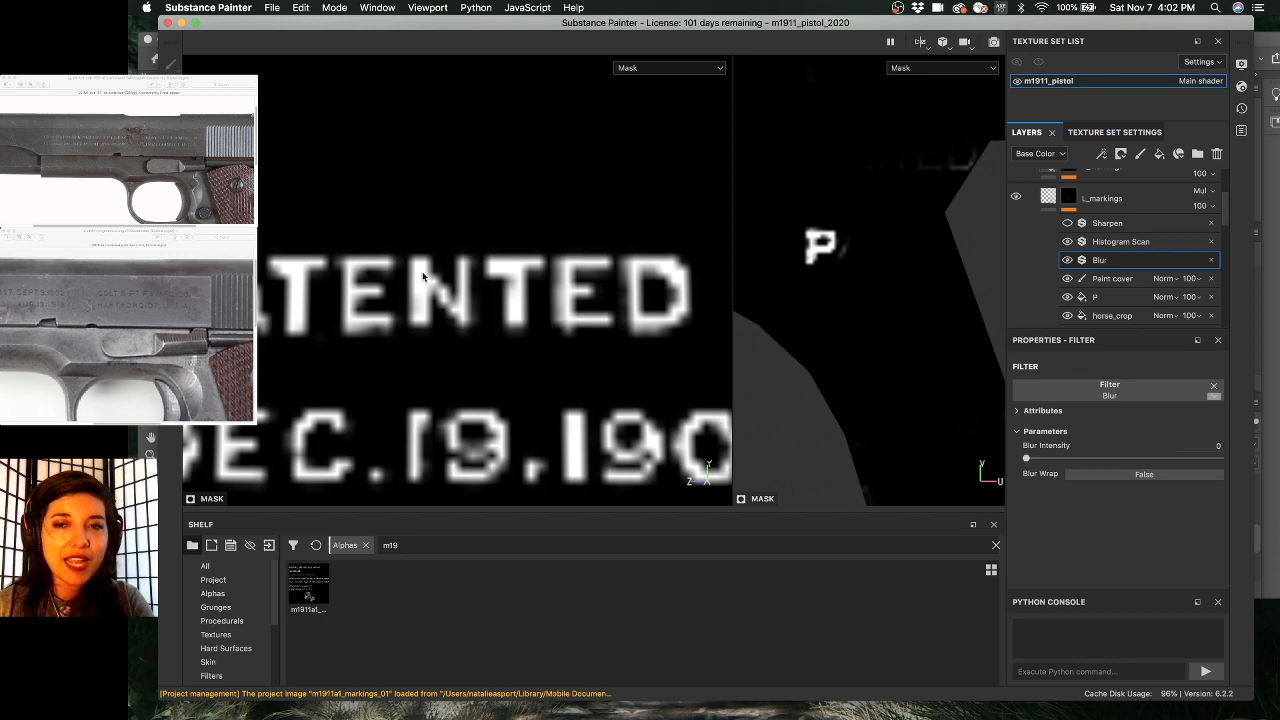 Substance Painter File Edit Mode Window Viewport Python Javascript Help 100% Sat Nov 7 4:02 PM
Substance Painter - License: 101 days remaining - m1911_pistol_2020
Mask
Mask
ATENTED
DEC.19,190
P
MASK
MASK
TEXTURE SET LIST
Settings
m1911_pistol Main shader
LAYERS TEXTURE SET SETTINGS
Base Color
100
L_markings Mul
100
Sharpen
Histogram Scan
Blur
Paint cover Norm 100
P Norm 100
horse_crop Norm 100
PROPERTIES - FILTER
FILTER
Filter
Blur
Attributes
Parameters
Blur Intensity 0
Blur Wrap False
SHELF
Alphas m19
All
Project
Alphas
Grunges
Procedurals
Textures
Hard Surfaces
Skin
Filters
m1911a1_...
PYTHON CONSOLE
Execute Python command...
[Project management] The project image "m1911a1_markings_01" loaded from "/Users/natalieasport/Library/Mobile Documen...
Cache Disk Usage: 96% | Version: 6.2.2